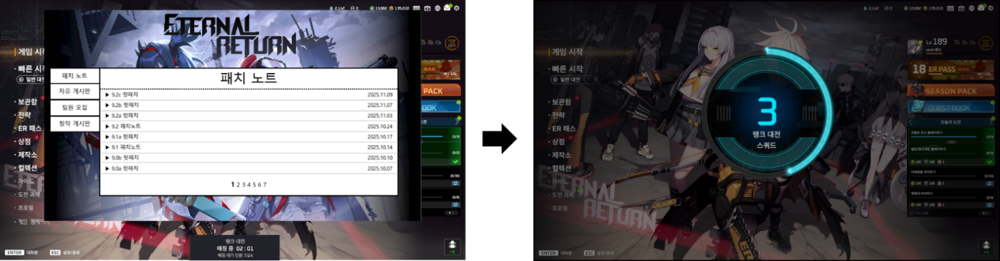 2,142 0 13,882 135,010
ETERNAL
RETURN
게임 시작
빠른 시작
일반 대전
보관함
전략
ER 패스
상점
제작소
컬렉션
가이드
도전 과제
프로필
OFF
PACK
패치 노트
자유 게시판
팀원 모집
창작 게시판
패치 노트
▶ 9.2c 핫패치 2025.11.09
▶ 9.2b 핫패치 2025.11.07
▶ 9.2a 핫패치 2025.11.03
▶ 9.2 패치노트 2025.10.24
▶ 9.1a 핫패치 2025.10.17
▶ 9.1 패치노트 2025.10.14
▶ 9.0b 핫패치 2025.10.10
▶ 9.0a 핫패치 2025.10.07
1 2 3 4 5 6 7
랭크 대전
매칭 중 02:01
매칭 대기 인원 7/24
ENTER 대화창 ESC 설정/종료
2,142 0 13,882 135,010
게임 시작
빠른 시작
일반 대전
보관함
전략
ER 패스
상점
제작소
컬렉션
가이드
도전 과제
프로필
게임 웹페이지
ETERNAL
RETURN
3
랭크 대전
스쿼드
Lv 189
18 ER PASS
SEASON PACK
QUEST-BOOK
오늘의 도전
ENTER 대화창 ESC 설정/종료